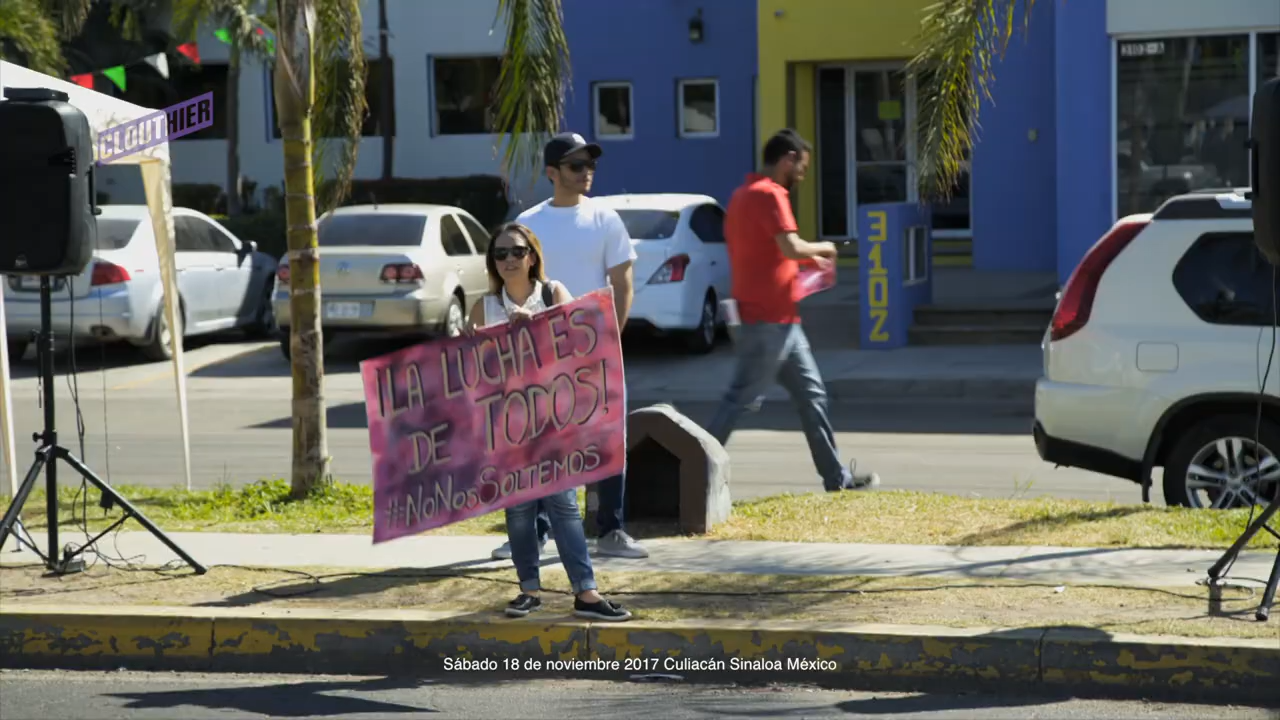 CLOUTHIER
3102-A
3102
¡LA LUCHA ES
DE TODOS!
#NoNosSoltemos
Sábado 18 de noviembre 2017 Culiacán Sinaloa México